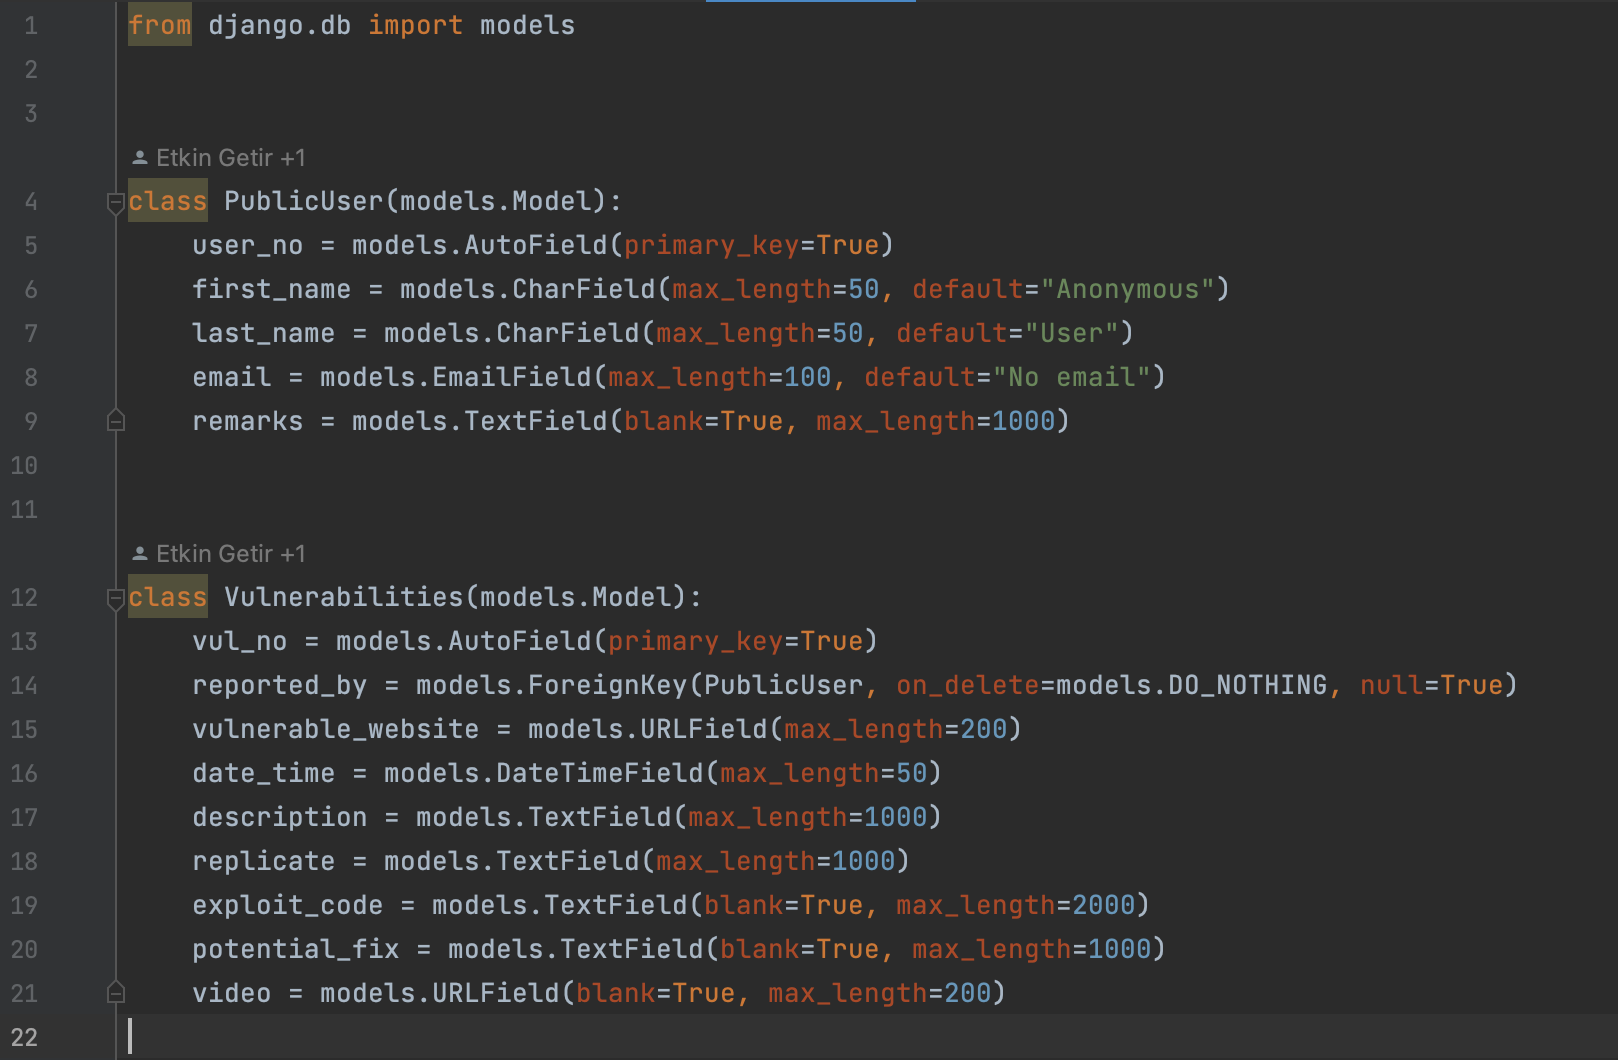 1 from django.db import models
2
3
Etkin Getir +1
4 class PublicUser(models.Model):
5     user_no = models.AutoField(primary_key=True)
6     first_name = models.CharField(max_length=50, default="Anonymous")
7     last_name = models.CharField(max_length=50, default="User")
8     email = models.EmailField(max_length=100, default="No email")
9     remarks = models.TextField(blank=True, max_length=1000)
10
11
Etkin Getir +1
12 class Vulnerabilities(models.Model):
13     vul_no = models.AutoField(primary_key=True)
14     reported_by = models.ForeignKey(PublicUser, on_delete=models.DO_NOTHING, null=True)
15     vulnerable_website = models.URLField(max_length=200)
16     date_time = models.DateTimeField(max_length=50)
17     description = models.TextField(max_length=1000)
18     replicate = models.TextField(max_length=1000)
19     exploit_code = models.TextField(blank=True, max_length=2000)
20     potential_fix = models.TextField(blank=True, max_length=1000)
21     video = models.URLField(blank=True, max_length=200)
22